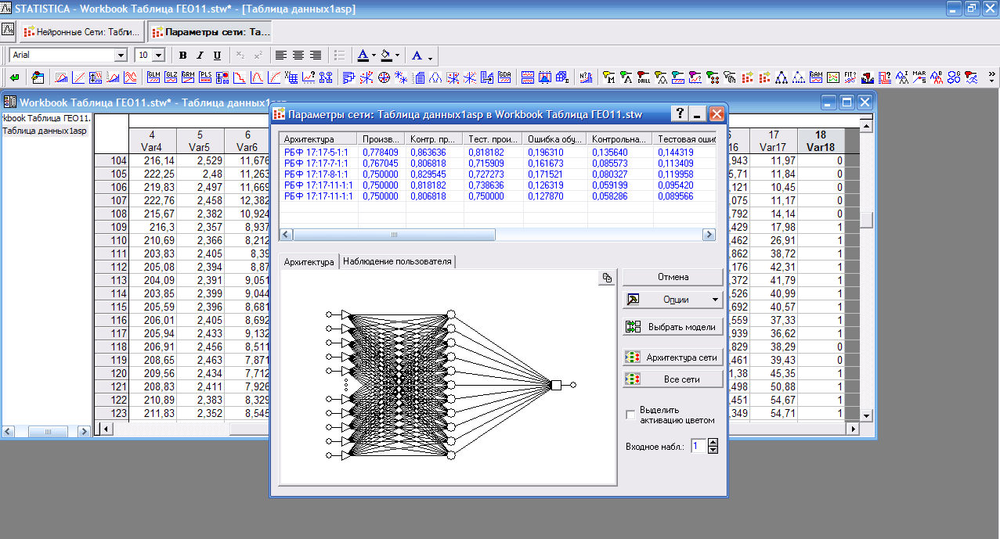 STATISTICA - Workbook Таблица ГЕО11.stw* - [Таблица данных1asp]
Нейронные Сети: Табли... Параметры сети: Та...
Arial 10 B I U
GLM GLZ GRM PLS
Workbook Таблица ГЕО11.stw* - Таблица данных1asp
kbook Таблица ГЕО11.
Таблица данных1asp
4 5 6
Var4 Var5 Var6
104 216,14 2,529 11,676
105 222,25 2,48 11,263
106 219,83 2,497 11,669
107 222,76 2,458 12,382
108 215,67 2,382 10,924
109 216,3 2,357 8,937
110 210,69 2,366 8,212
111 203,83 2,405 8,39
112 205,08 2,394 8,87
113 204,09 2,391 9,051
114 203,85 2,399 9,044
115 205,59 2,396 8,681
116 206,01 2,405 8,692
117 205,94 2,433 9,132
118 206,91 2,456 8,511
119 208,65 2,463 7,871
120 209,56 2,434 7,712
121 208,83 2,411 7,926
122 210,89 2,383 8,329
123 211,83 2,352 8,545
Параметры сети: Таблица данных1asp в Workbook Таблица ГЕО11.stw
Архитектура Произв... Контр. пр... Тест. прои... Ошибка обу... Контрольна... Тестовая ошиб
РБФ 17:17-5-1:1 0,778409 0,863636 0,818182 0,196310 0,135640 0,144319
РБФ 17:17-7-1:1 0,767045 0,806818 0,715909 0,161673 0,085573 0,113409
РБФ 17:17-8-1:1 0,750000 0,829545 0,727273 0,171521 0,080327 0,119958
РБФ 17:17-11-1:1 0,750000 0,818182 0,738636 0,126319 0,059199 0,095420
РБФ 17:17-11-1:1 0,750000 0,806818 0,750000 0,127870 0,058286 0,089566
Архитектура Наблюдение пользователя
Отмена
Опции
Выбрать модели
Архитектура сети
Все сети
Выделить
активацию цветом
Входное набл.: 1
6 17 18
16 Var17 Var18
,943 11,97 0
5,71 11,84 0
,121 10,45 0
,075 11,17 0
,792 14,14 0
,429 17,98 1
,462 26,91 1
,862 38,72 1
,176 42,31 1
,372 41,79 1
,526 40,99 1
,692 40,57 1
,559 37,33 1
,939 36,62 1
,829 38,29 0
,461 39,43 0
1,38 45,35 1
,498 50,88 1
,451 54,67 1
,349 54,71 1